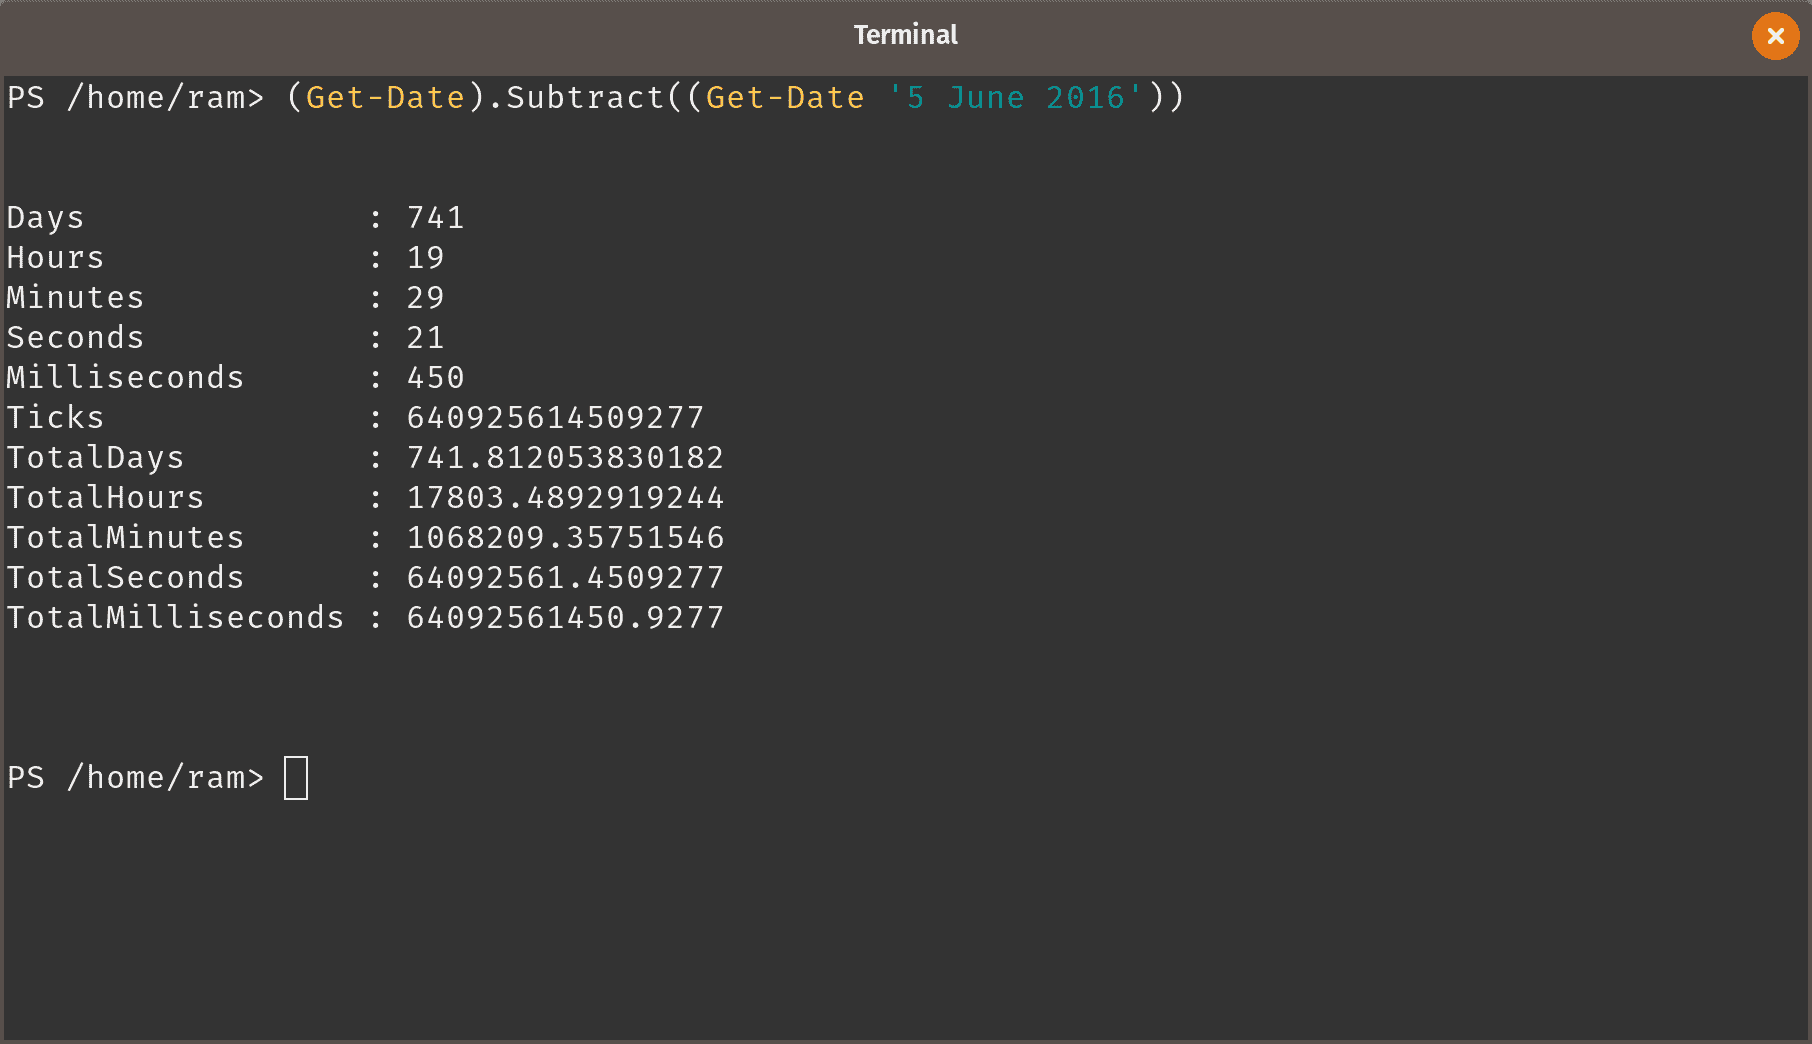 Terminal
PS /home/ram> (Get-Date).Subtract((Get-Date '5 June 2016'))
Days              : 741
Hours             : 19
Minutes           : 29
Seconds           : 21
Milliseconds      : 450
Ticks             : 640925614509277
TotalDays         : 741.812053830182
TotalHours        : 17803.4892919244
TotalMinutes      : 1068209.35751546
TotalSeconds      : 64092561.4509277
TotalMilliseconds : 64092561450.9277
PS /home/ram>